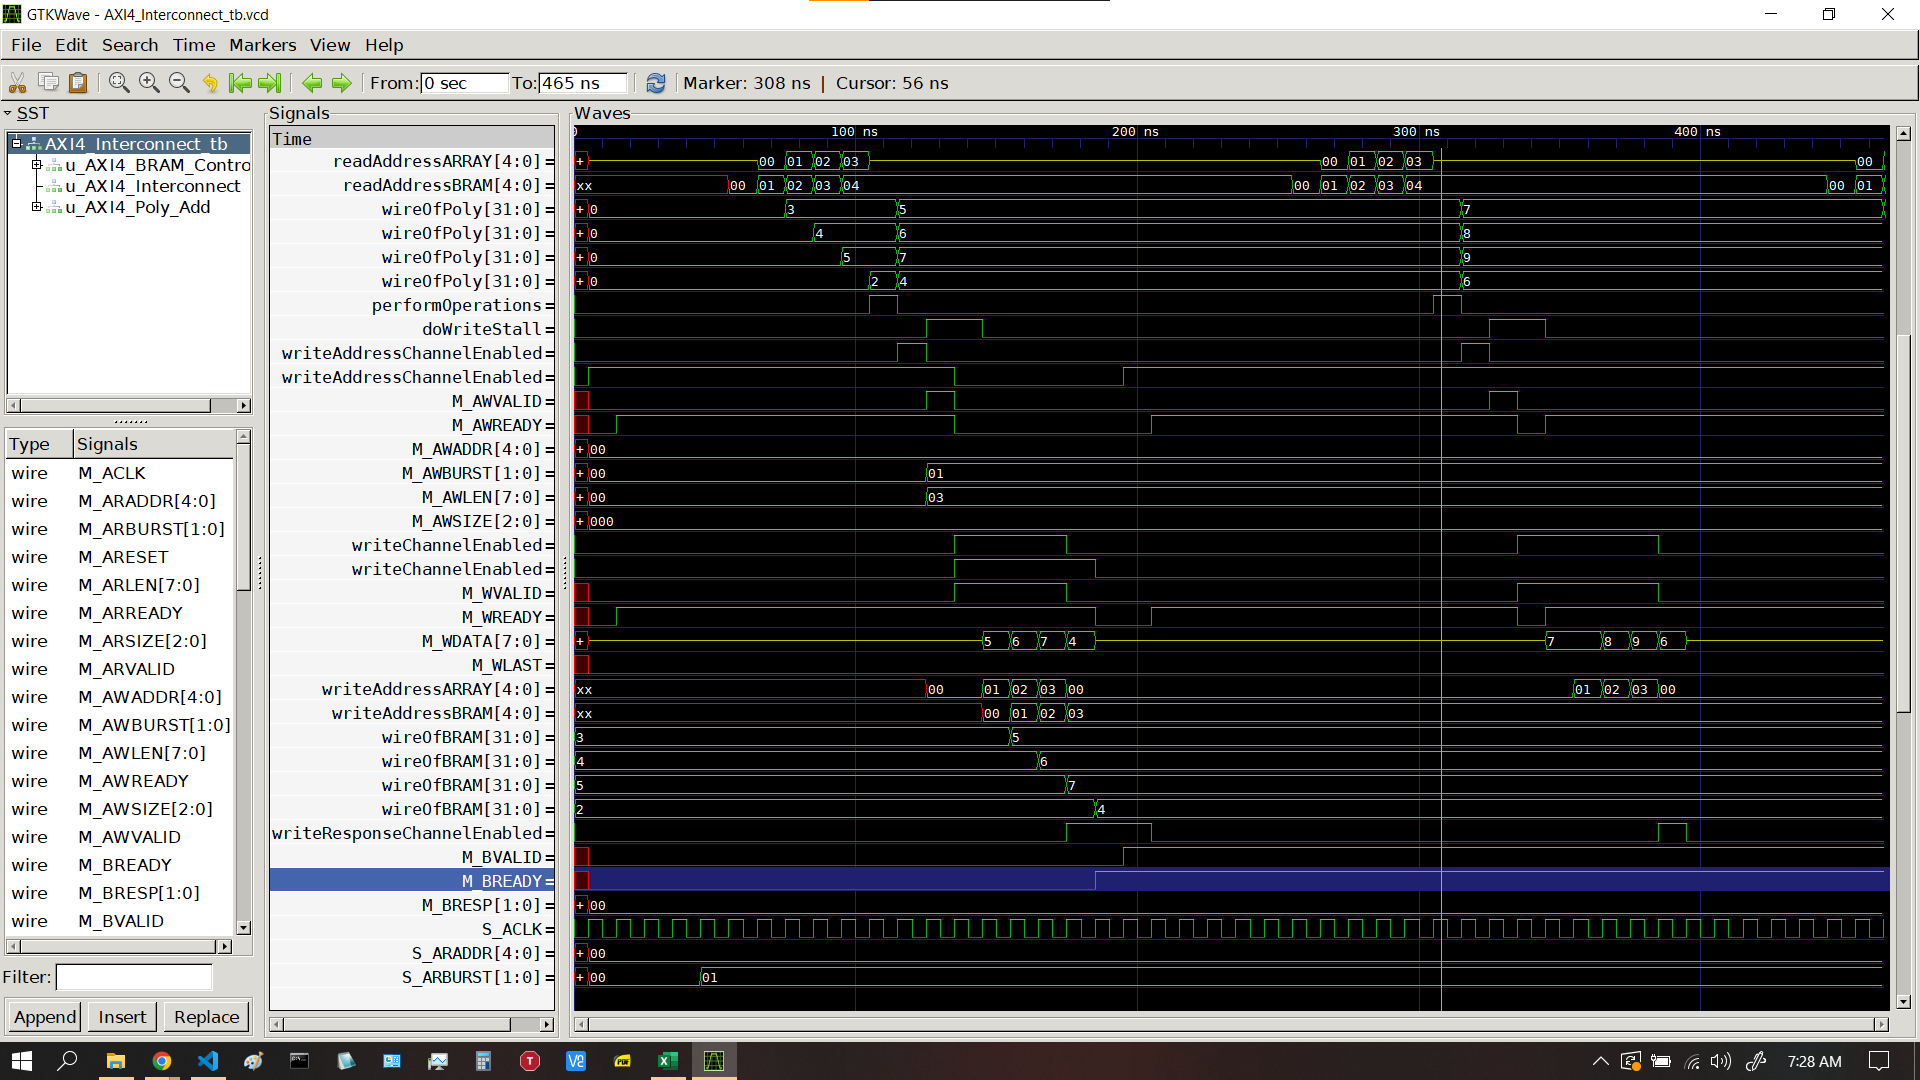 GTKWave - AXI4_Interconnect_tb.vcd
File Edit Search Time Markers View Help
From: 0 sec To: 465 ns Marker: 308 ns | Cursor: 56 ns
SST
AXI4_Interconnect_tb
u_AXI4_BRAM_Contro
u_AXI4_Interconnect
u_AXI4_Poly_Add
Type Signals
wire M_ACLK
wire M_ARADDR[4:0]
wire M_ARBURST[1:0]
wire M_ARESET
wire M_ARLEN[7:0]
wire M_ARREADY
wire M_ARSIZE[2:0]
wire M_ARVALID
wire M_AWADDR[4:0]
wire M_AWBURST[1:0]
wire M_AWLEN[7:0]
wire M_AWREADY
wire M_AWSIZE[2:0]
wire M_AWVALID
wire M_BREADY
wire M_BRESP[1:0]
wire M_BVALID
Filter:
Append Insert Replace
Signals
Waves
Time
0 100 ns 200 ns 300 ns 400 ns
readAddressARRAY[4:0] = + 00 01 02 03 00 01 02 03 00
readAddressBRAM[4:0] = xx 00 01 02 03 04 00 01 02 03 04 00 01
wireOfPoly[31:0] = + 0 3 5 7
wireOfPoly[31:0] = + 0 4 6 8
wireOfPoly[31:0] = + 0 5 7 9
wireOfPoly[31:0] = + 0 2 4 6
performOperations =
doWriteStall =
writeAddressChannelEnabled =
writeAddressChannelEnabled =
M_AWVALID =
M_AWREADY =
M_AWADDR[4:0] = + 00
M_AWBURST[1:0] = + 00 01
M_AWLEN[7:0] = + 00 03
M_AWSIZE[2:0] = + 000
writeChannelEnabled =
writeChannelEnabled =
M_WVALID =
M_WREADY =
M_WDATA[7:0] = + 5 6 7 4 7 8 9 6
M_WLAST =
writeAddressARRAY[4:0] = xx 00 01 02 03 00 01 02 03 00
writeAddressBRAM[4:0] = xx 00 01 02 03
wireOfBRAM[31:0] = 3 5
wireOfBRAM[31:0] = 4 6
wireOfBRAM[31:0] = 5 7
wireOfBRAM[31:0] = 2 4
writeResponseChannelEnabled =
M_BVALID =
M_BREADY =
M_BRESP[1:0] = + 00
S_ACLK =
S_ARADDR[4:0] = + 00
S_ARBURST[1:0] = + 00 01
7:28 AM